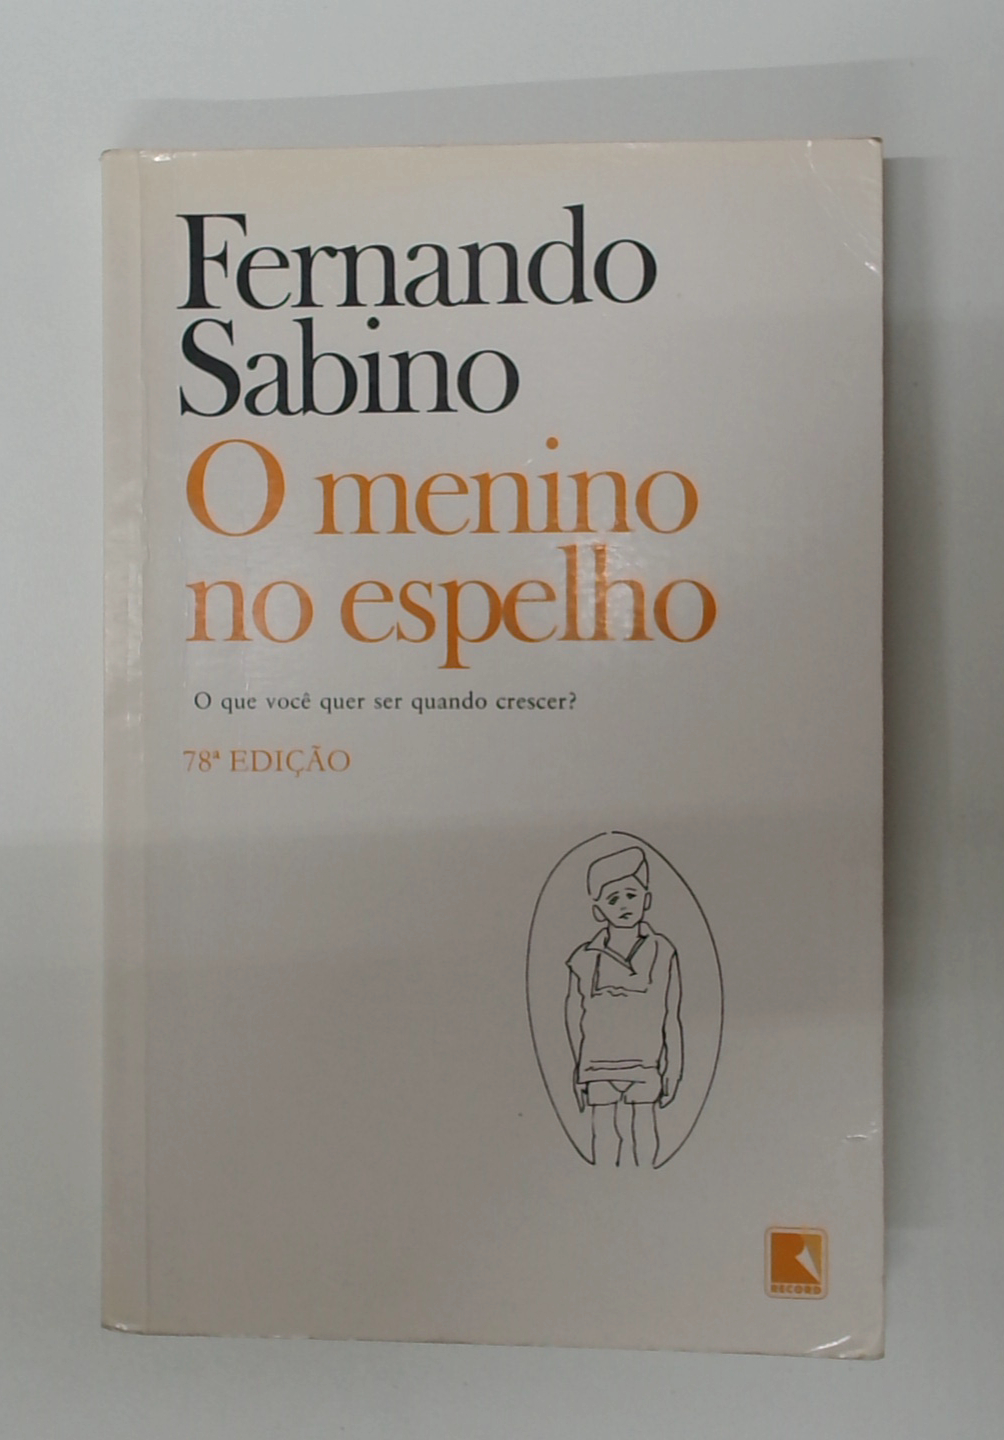 Fernando
Sabino
O menino
no espelho
O que você quer ser quando crescer?
78ª EDIÇÃO
RECORD